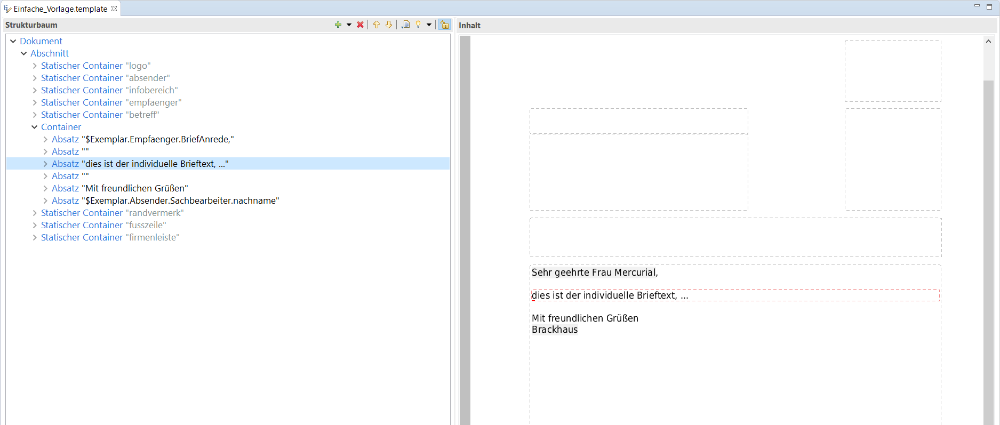 Einfache_Vorlage.template
Strukturbaum
Dokument
Abschnitt
Statischer Container "logo"
Statischer Container "absender"
Statischer Container "infobereich"
Statischer Container "empfaenger"
Statischer Container "betreff"
Container
Absatz "$Exemplar.Empfaenger.BriefAnrede,"
Absatz ""
Absatz "dies ist der individuelle Brieftext, ..."
Absatz ""
Absatz "Mit freundlichen Grüßen"
Absatz "$Exemplar.Absender.Sachbearbeiter.nachname"
Statischer Container "randvermerk"
Statischer Container "fusszeile"
Statischer Container "firmenleiste"
Inhalt
Sehr geehrte Frau Mercurial,
dies ist der individuelle Brieftext, ...
Mit freundlichen Grüßen
Brackhaus